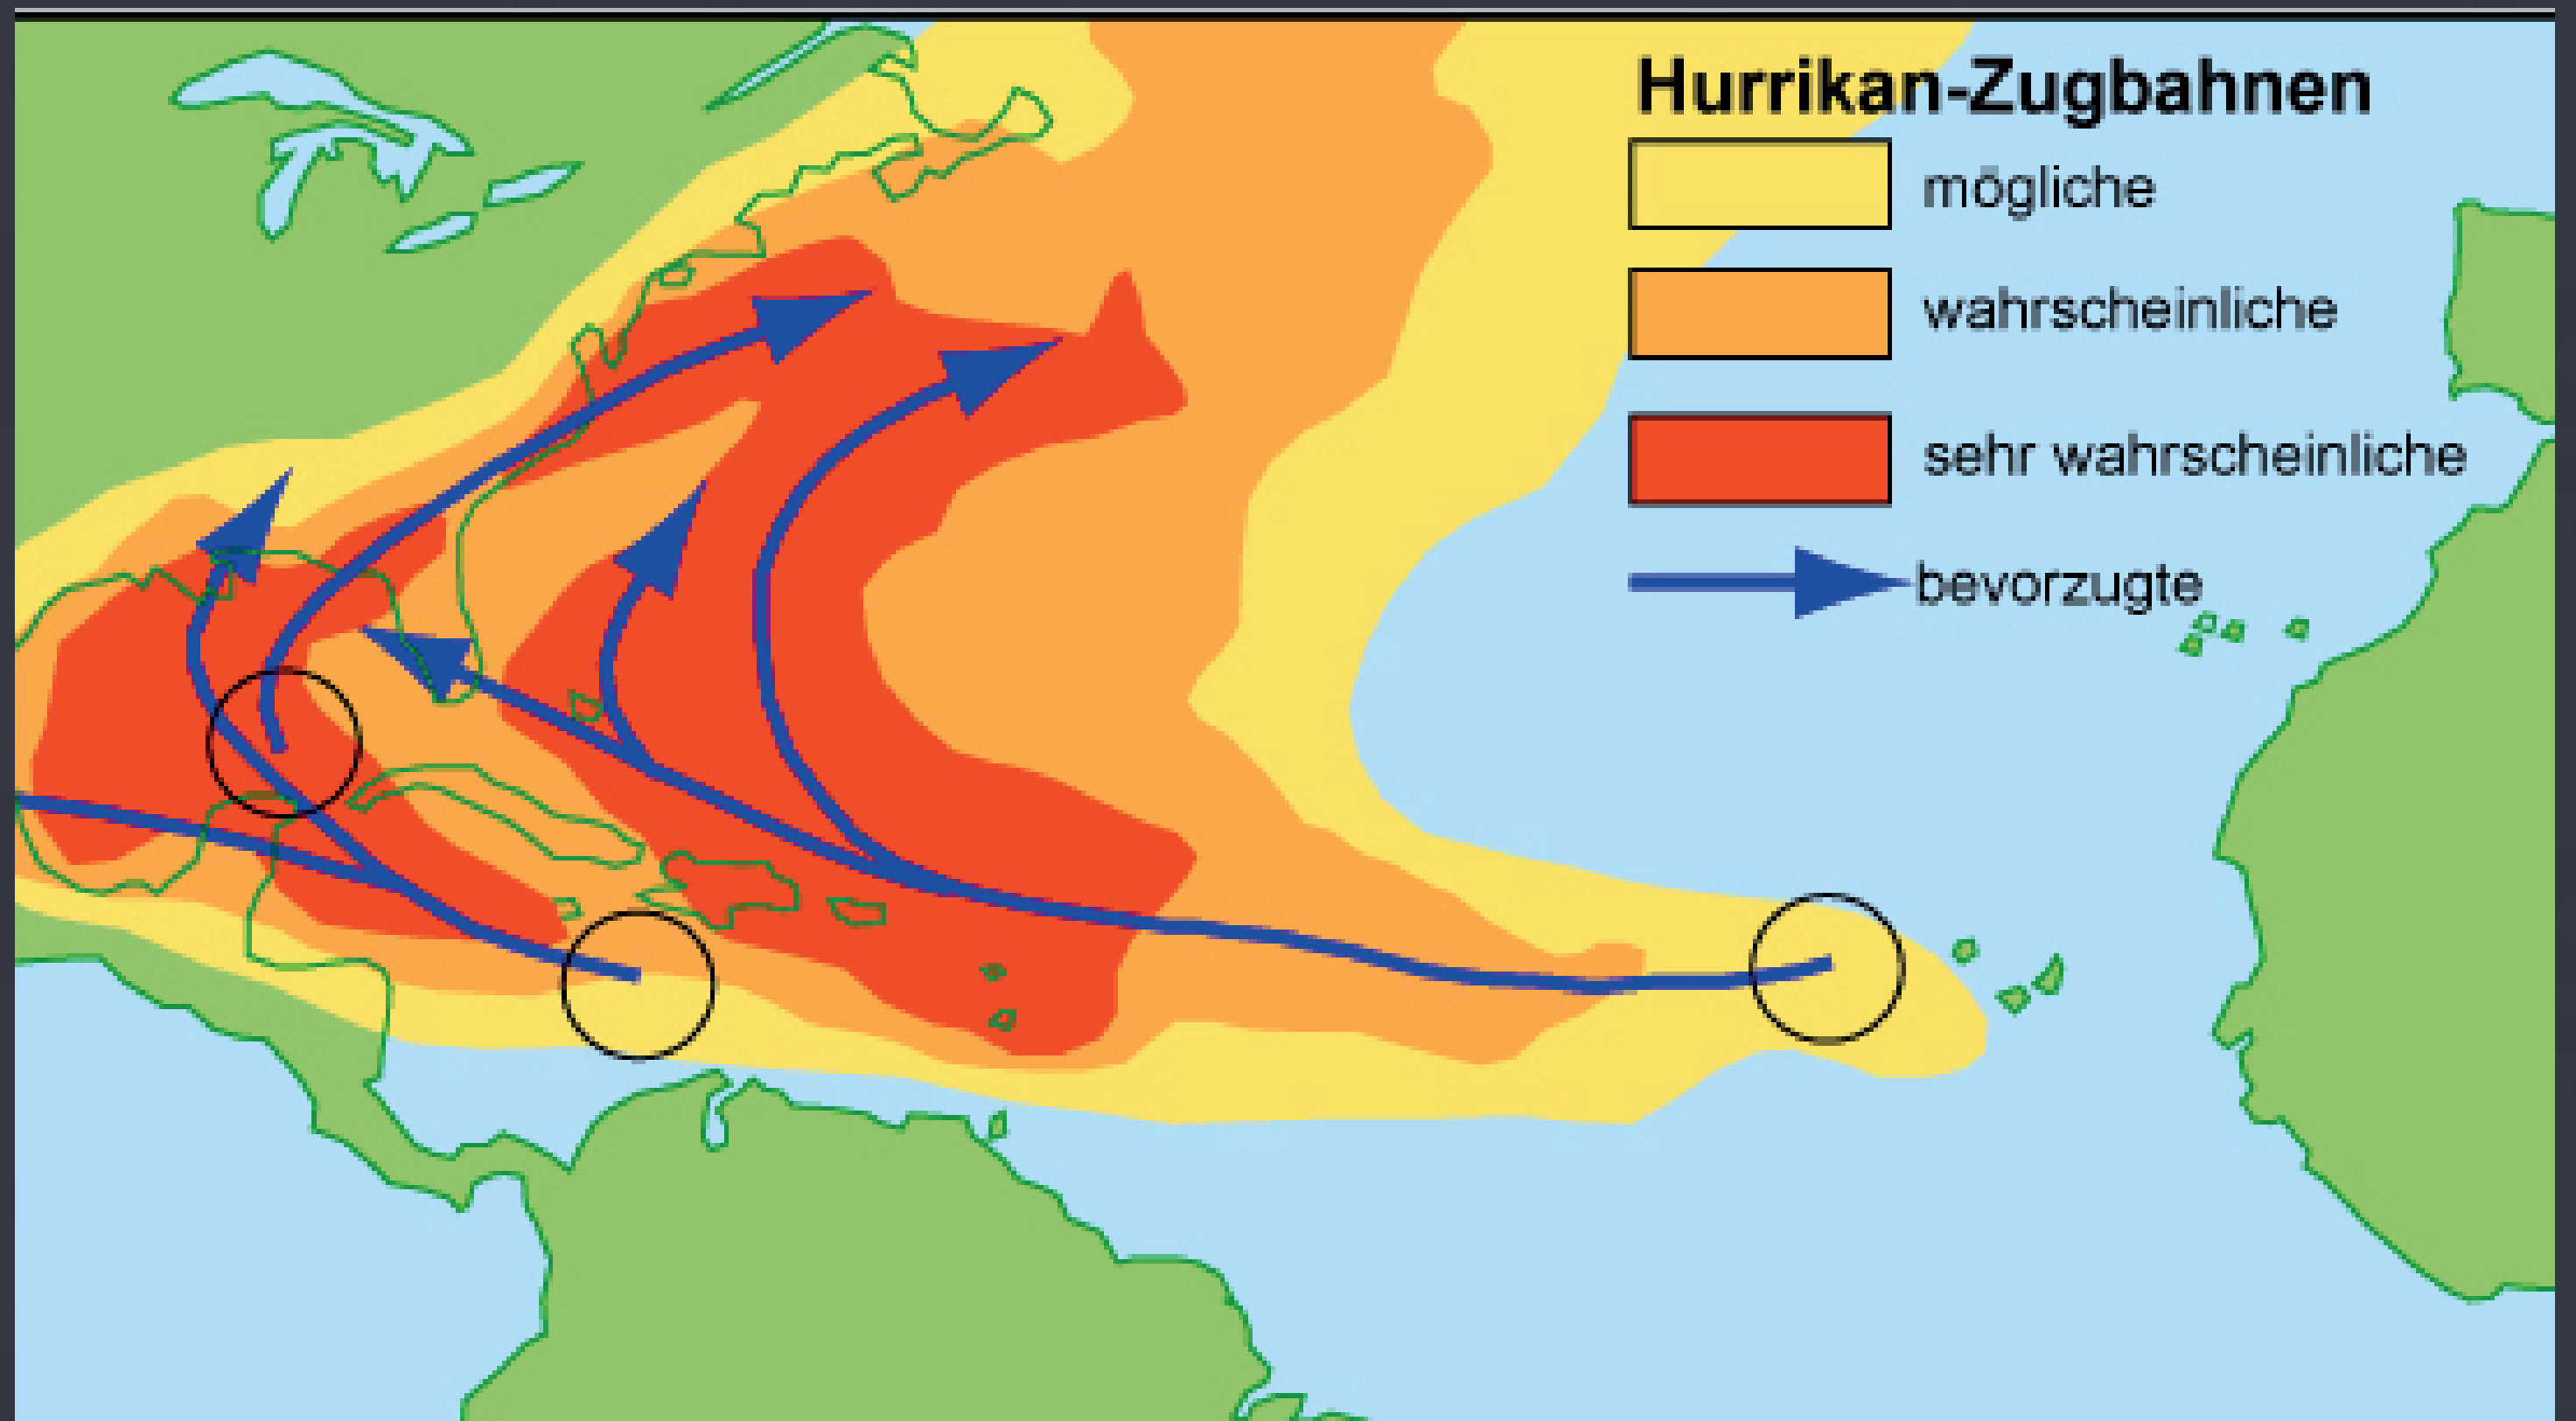 Hurrikan-Zugbahnen
mögliche
wahrscheinliche
sehr wahrscheinliche
bevorzugte